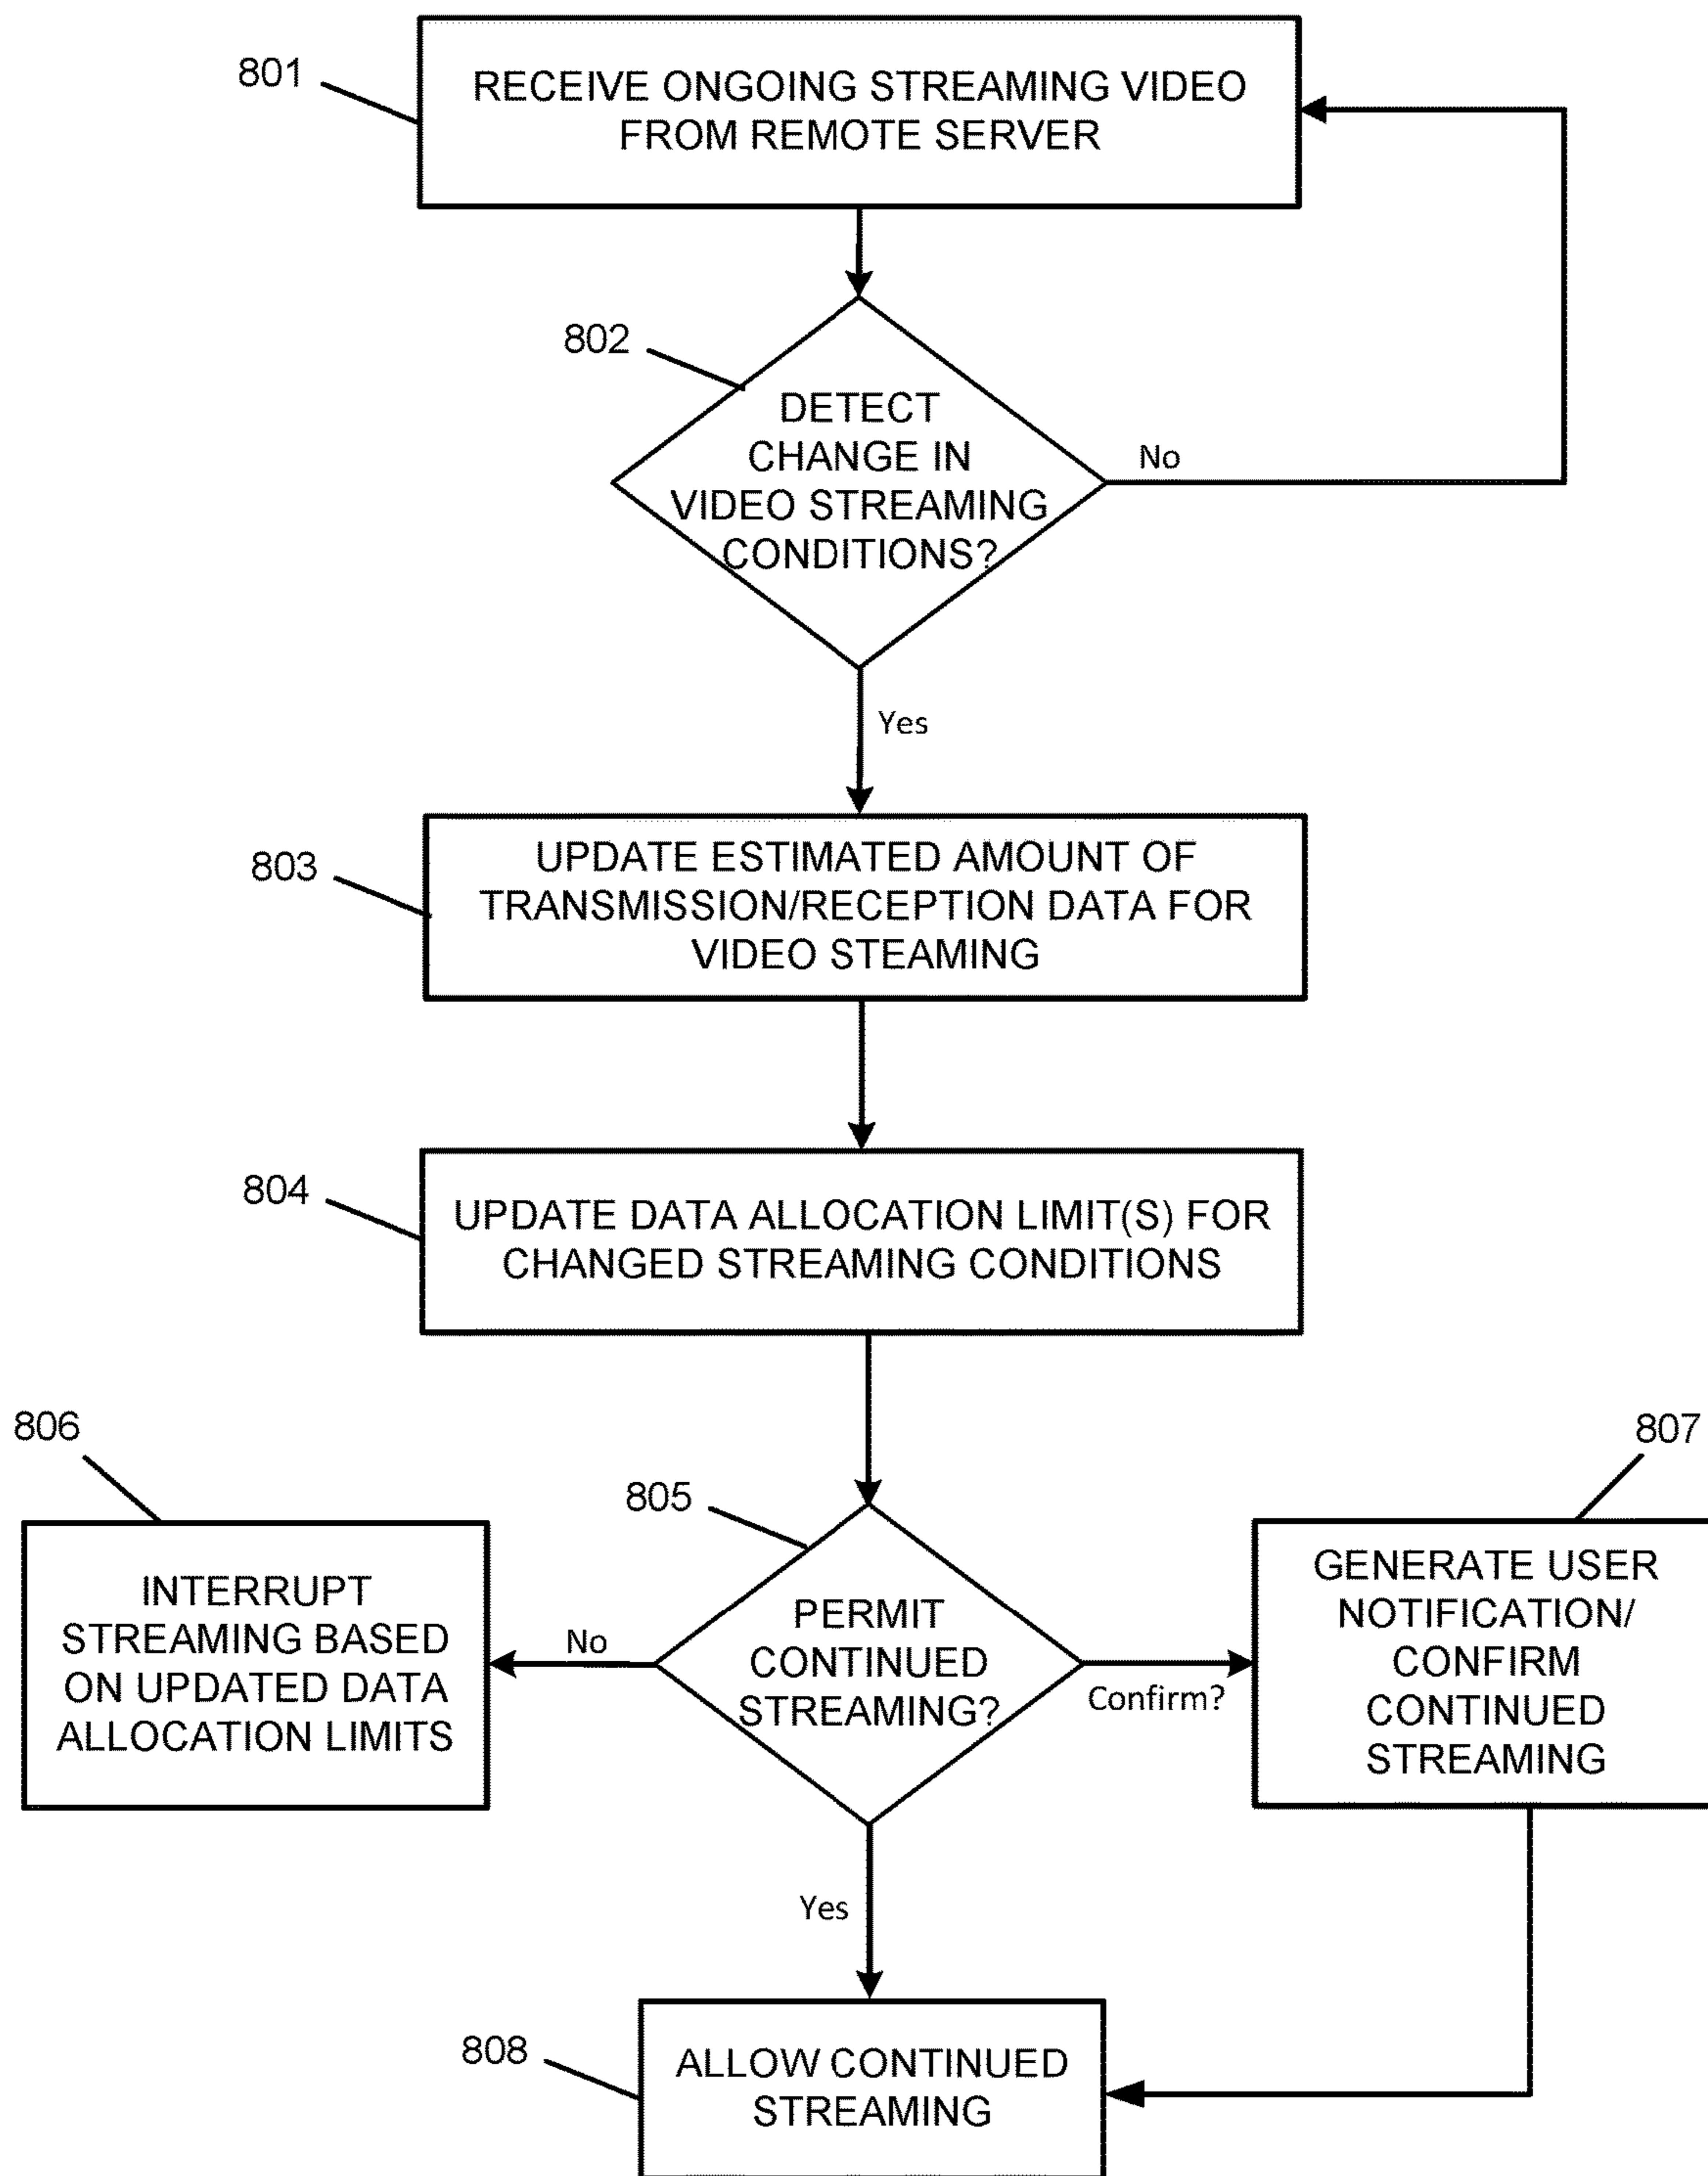 801
RECEIVE ONGOING STREAMING VIDEO
FROM REMOTE SERVER
802
DETECT
CHANGE IN
VIDEO STREAMING
CONDITIONS?
No
Yes
803
UPDATE ESTIMATED AMOUNT OF
TRANSMISSION/RECEPTION DATA FOR
VIDEO STEAMING
804
UPDATE DATA ALLOCATION LIMIT(S) FOR
CHANGED STREAMING CONDITIONS
805
PERMIT
CONTINUED
STREAMING?
806
INTERRUPT
STREAMING BASED
ON UPDATED DATA
ALLOCATION LIMITS
No
Confirm?
807
GENERATE USER
NOTIFICATION/
CONFIRM
CONTINUED
STREAMING
Yes
808
ALLOW CONTINUED
STREAMING